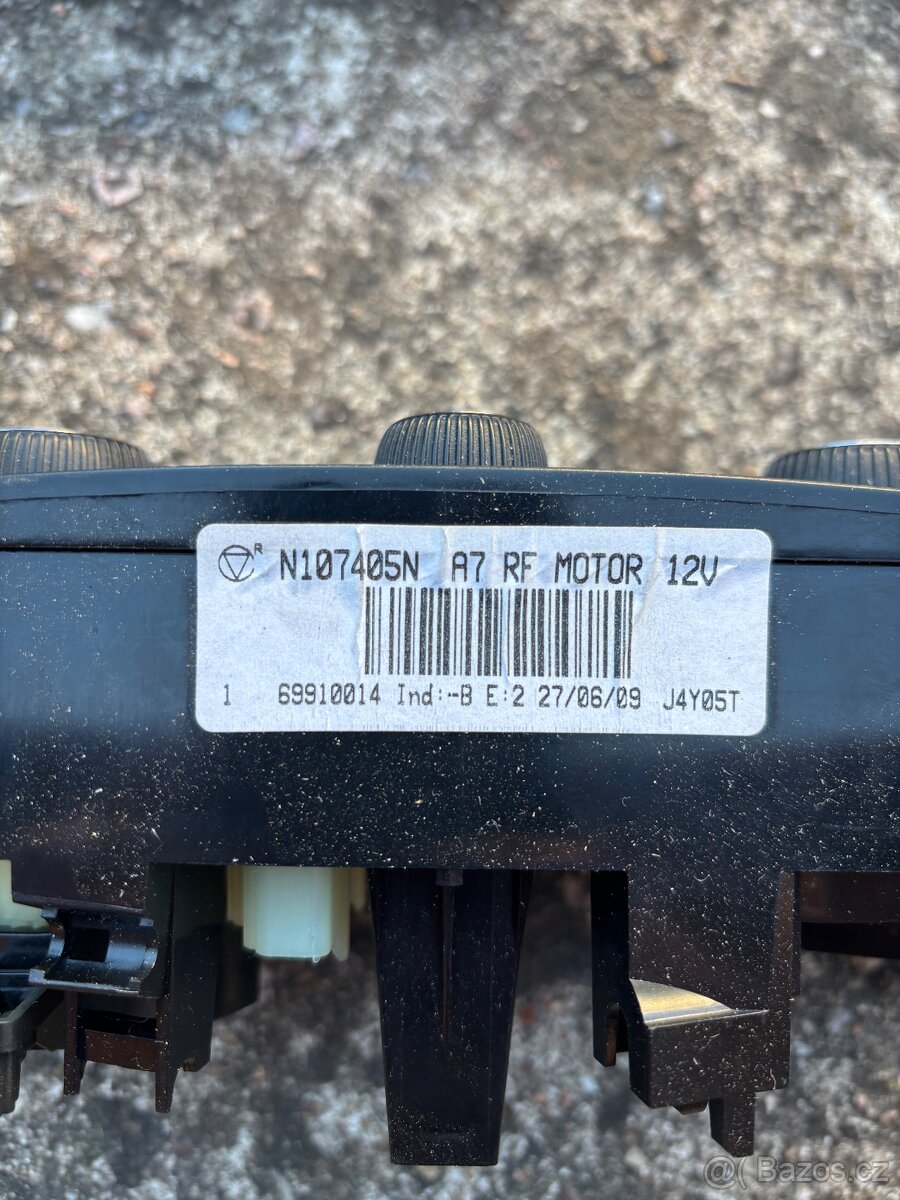 R N107405N A7 RF MOTOR 12V
1 69910014 Ind:-B E:2 27/06/09 J4Y05T
Bazos.cz